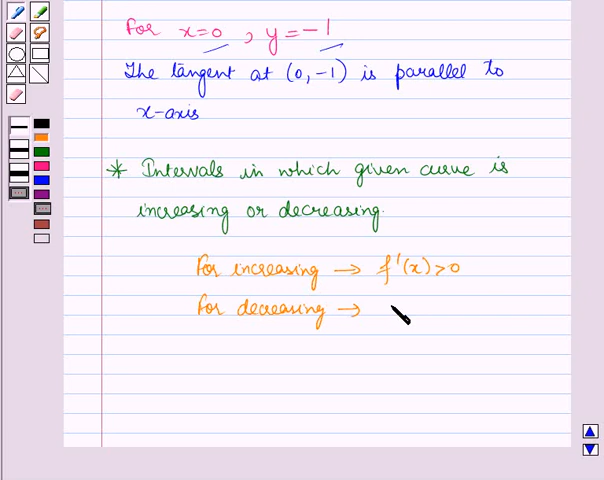 For x=0 , y=-1
The tangent at (0,-1) is parallel to
x-axis
* Intervals in which given curve is
increasing or decreasing.
For increasing → f'(x)>0
For decreasing →